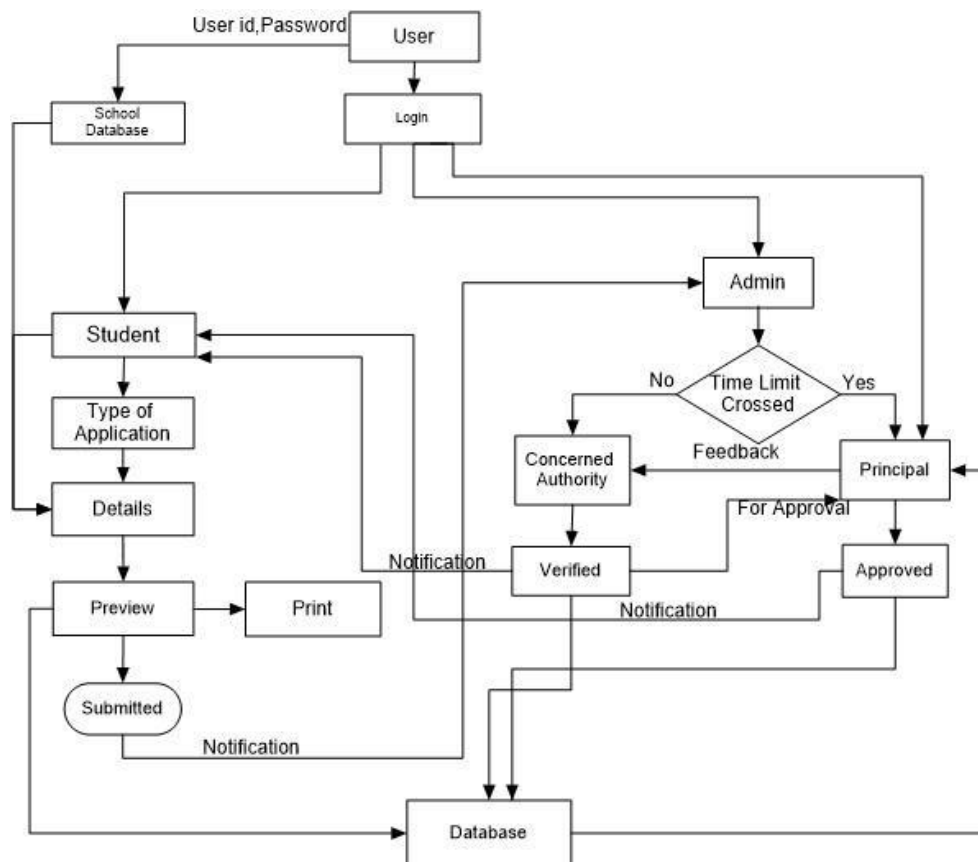 User id,Password
User
School
Database
Login
Admin
Student
Time Limit
Crossed
No
Yes
Type of
Application
Feedback
Concerned
Authority
Principal
Details
For Approval
Notification
Verified
Approved
Preview
Print
Notification
Submitted
Notification
Database